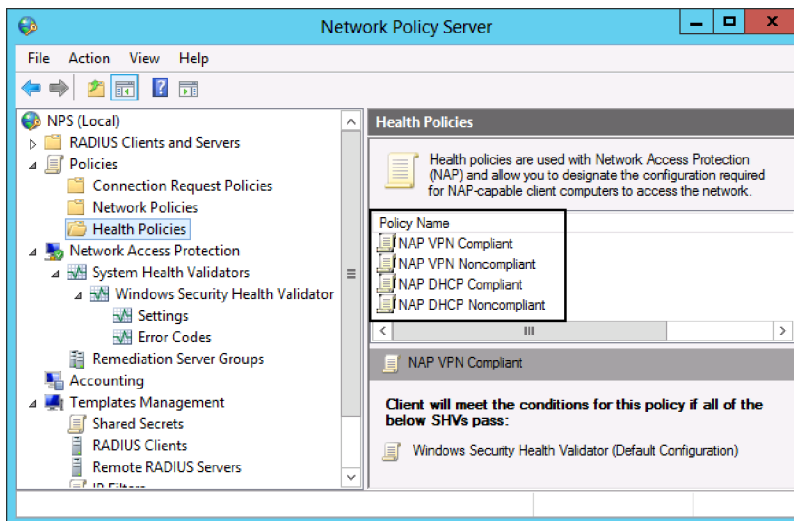 Network Policy Server
File Action View Help
NPS (Local)
RADIUS Clients and Servers
Policies
Connection Request Policies
Network Policies
Health Policies
Network Access Protection
System Health Validators
Windows Security Health Validator
Settings
Error Codes
Remediation Server Groups
Accounting
Templates Management
Shared Secrets
RADIUS Clients
Remote RADIUS Servers
IP Filters
Health Policies
Health policies are used with Network Access Protection
(NAP) and allow you to designate the configuration required
for NAP-capable client computers to access the network.
Policy Name
NAP VPN Compliant
NAP VPN Noncompliant
NAP DHCP Compliant
NAP DHCP Noncompliant
NAP VPN Compliant
Client will meet the conditions for this policy if all of the
below SHVs pass:
Windows Security Health Validator (Default Configuration)